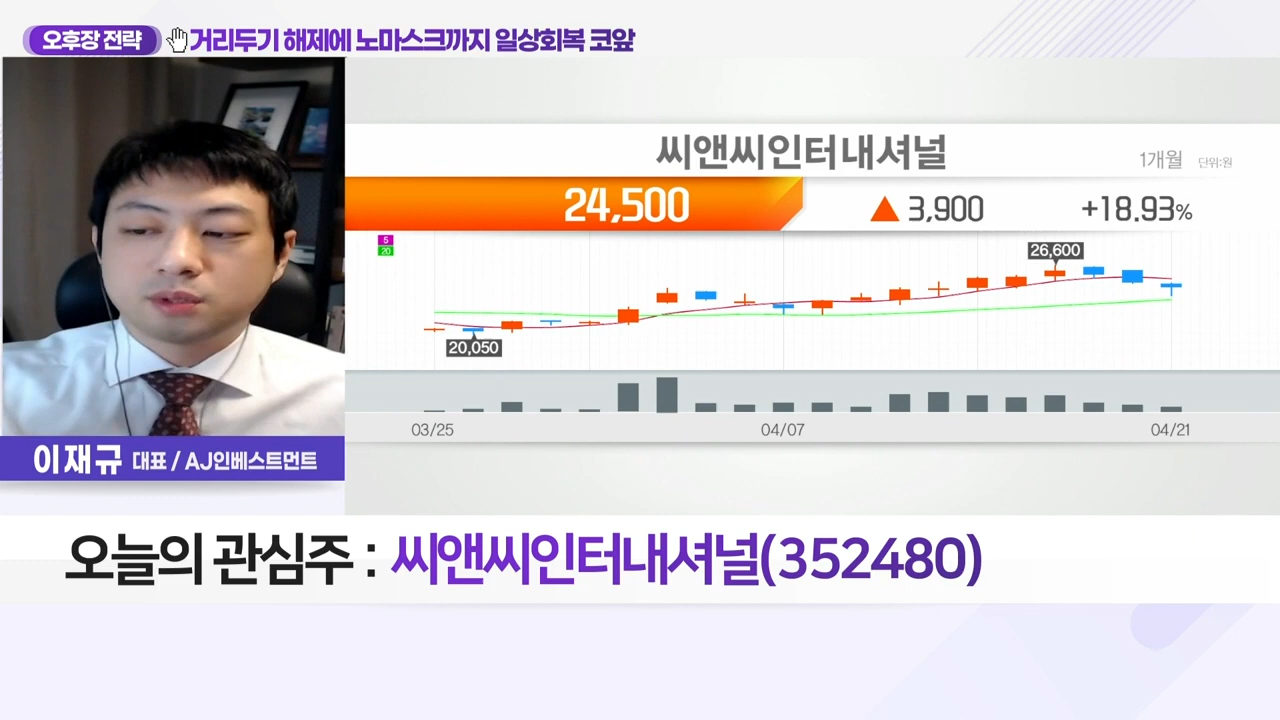 오후장 전략 거리두기 해제에 노마스크까지 일상회복 코앞
씨앤씨인터내셔널
1개월 단위:원
24,500 ▲ 3,900 +18.93%
5
20
26,600
20,050
03/25 04/07 04/21
이재규 대표 / AJ인베스트먼트
오늘의 관심주 : 씨앤씨인터내셔널(352480)